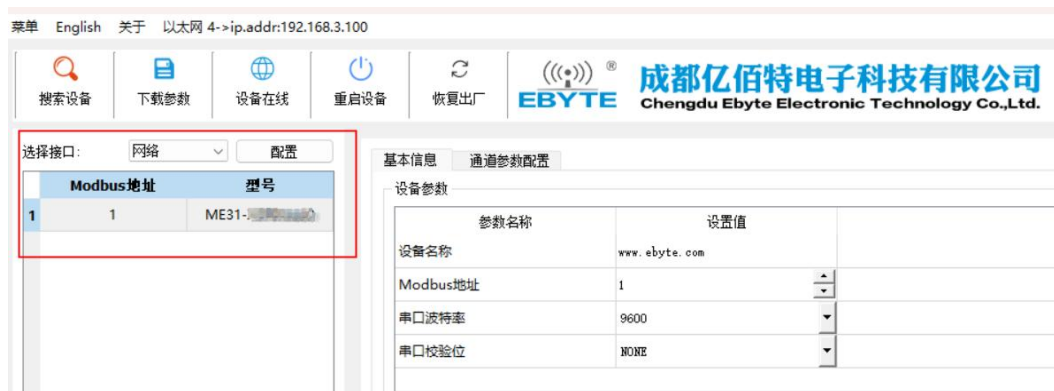 菜单 English 关于 以太网 4->ip.addr:192.168.3.100
搜索设备 下载参数 设备在线 重启设备 恢复出厂
EBYTE ®
成都亿佰特电子科技有限公司
Chengdu Ebyte Electronic Technology Co.,Ltd.
选择接口: 网络 配置
Modbus地址 型号
1 1 ME31-
基本信息 通道参数配置
设备参数
参数名称 设置值
设备名称 www.ebyte.com
Modbus地址 1
串口波特率 9600
串口校验位 NONE